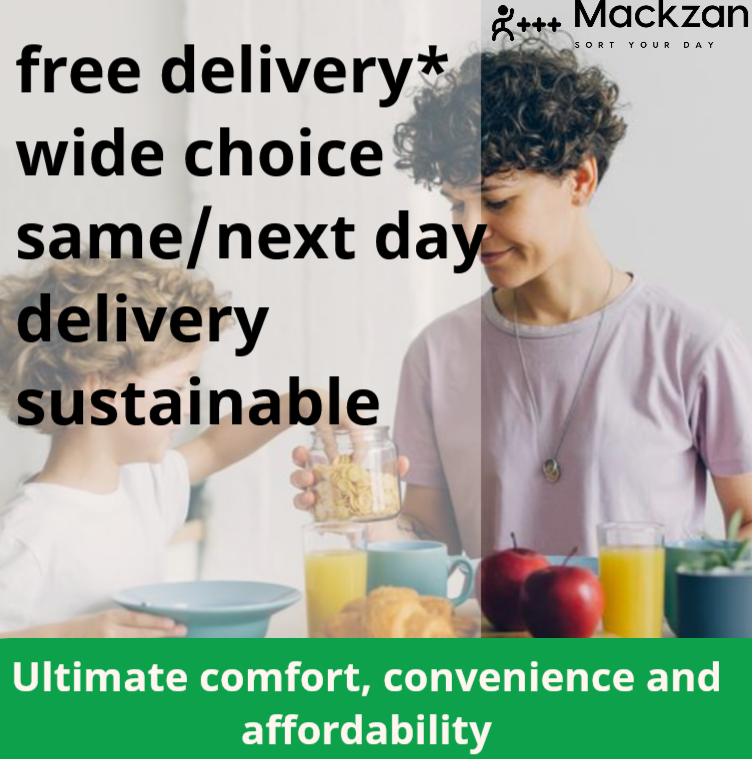 +++ Mackzan
SORT YOUR DAY
free delivery*
wide choice
same/next day
delivery
sustainable
Ultimate comfort, convenience and
affordability